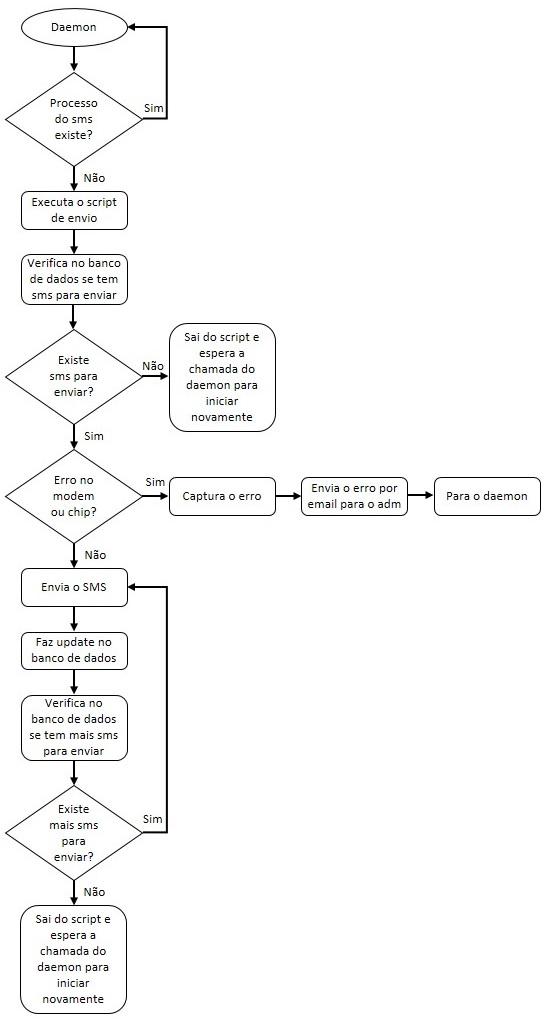 Daemon
Processo
do sms
existe?
Sim
Não
Executa o script
de envio
Verifica no banco
de dados se tem
sms para enviar
Existe
sms para
enviar?
Não
Sai do script e
espera a
chamada do
daemon para
iniciar
novamente
Sim
Erro no
modem
ou chip?
Sim
Captura o erro
Envia o erro por
email para o adm
Para o daemon
Não
Envia o SMS
Faz update no
banco de dados
Verifica no
banco de dados
se tem mais sms
para enviar
Existe
mais sms
para
enviar?
Sim
Não
Sai do script e
espera a
chamada do
daemon para
iniciar
novamente